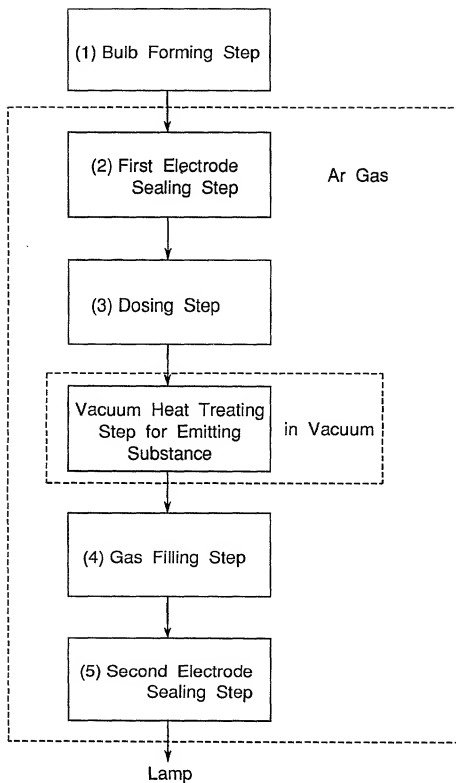 (1) Bulb Forming Step
(2) First Electrode
Sealing Step
Ar Gas
(3) Dosing Step
Vacuum Heat Treating
Step for Emitting
Substance
in Vacuum
(4) Gas Filling Step
(5) Second Electrode
Sealing Step
Lamp